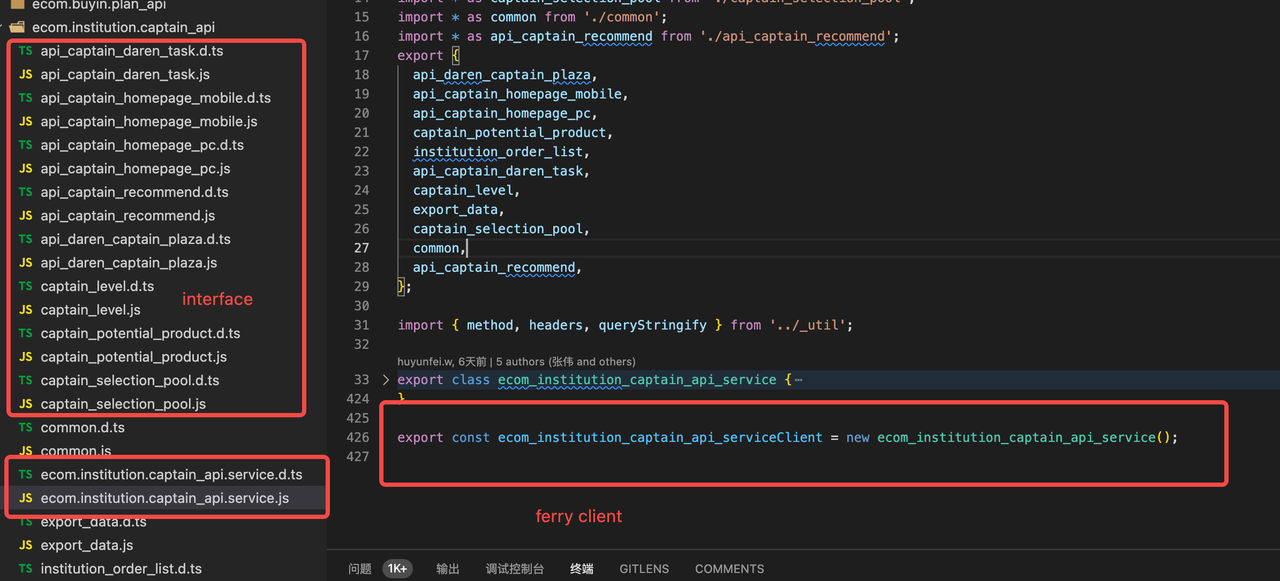 ecom.buyin.plan_api
ecom.institution.captain_api
TS api_captain_daren_task.d.ts
JS api_captain_daren_task.js
TS api_captain_homepage_mobile.d.ts
JS api_captain_homepage_mobile.js
TS api_captain_homepage_pc.d.ts
JS api_captain_homepage_pc.js
TS api_captain_recommend.d.ts
JS api_captain_recommend.js
TS api_daren_captain_plaza.d.ts
JS api_daren_captain_plaza.js
TS captain_level.d.ts
interface
JS captain_level.js
TS captain_potential_product.d.ts
JS captain_potential_product.js
TS captain_selection_pool.d.ts
JS captain_selection_pool.js
TS common.d.ts
JS common.js
TS ecom.institution.captain_api.service.d.ts
JS ecom.institution.captain_api.service.js
TS export_data.d.ts
JS export_data.js
TS institution_order_list.d.ts
14 import * as captain_selection_pool from './captain_selection_pool';
15 import * as common from './common';
16 import * as api_captain_recommend from './api_captain_recommend';
17 export {
18 api_daren_captain_plaza,
19 api_captain_homepage_mobile,
20 api_captain_homepage_pc,
21 captain_potential_product,
22 institution_order_list,
23 api_captain_daren_task,
24 captain_level,
25 export_data,
26 captain_selection_pool,
27 common,
28 api_captain_recommend,
29 };
30
31 import { method, headers, queryStringify } from '../_util';
32
huyunfei.w, 6天前 | 5 authors (张伟 and others)
33 export class ecom_institution_captain_api_service {
424 }
425
426 export const ecom_institution_captain_api_serviceClient = new ecom_institution_captain_api_service();
427
ferry client
问题 1K+ 输出 调试控制台 终端 GITLENS COMMENTS